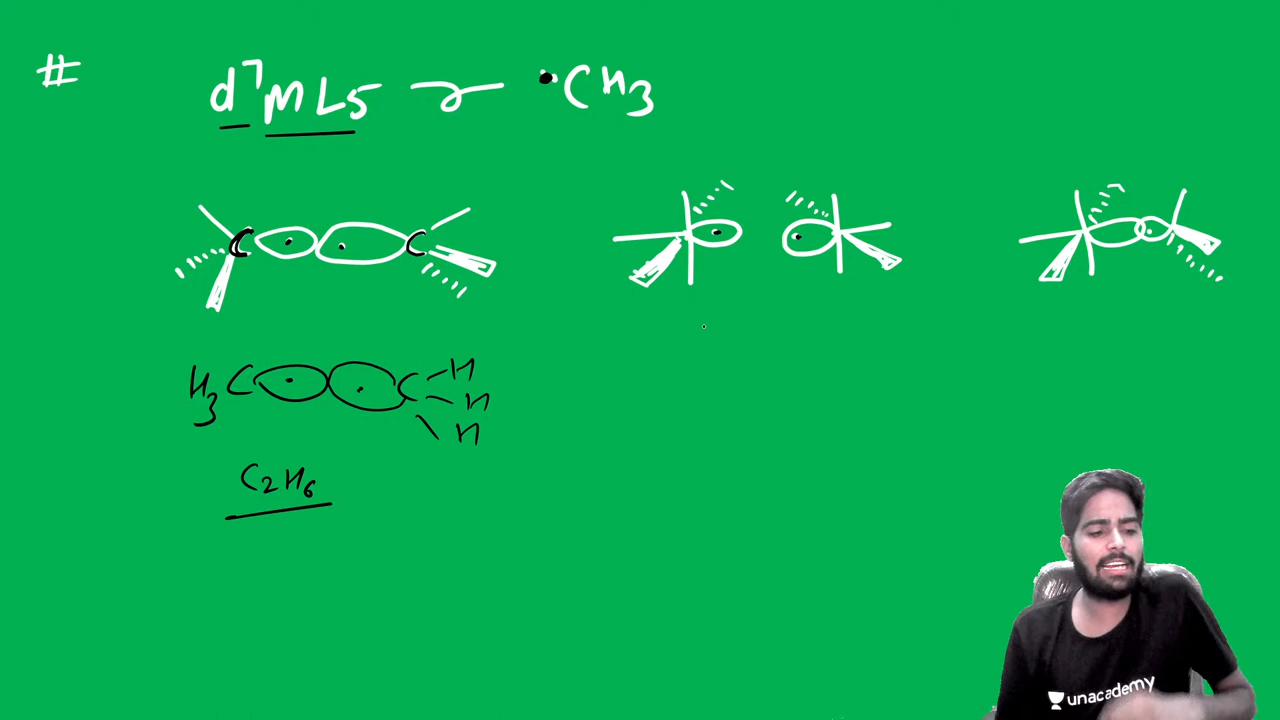 # d⁷ML5 •CH3
C C
H3C C H
H
H
C2H6
unacademy